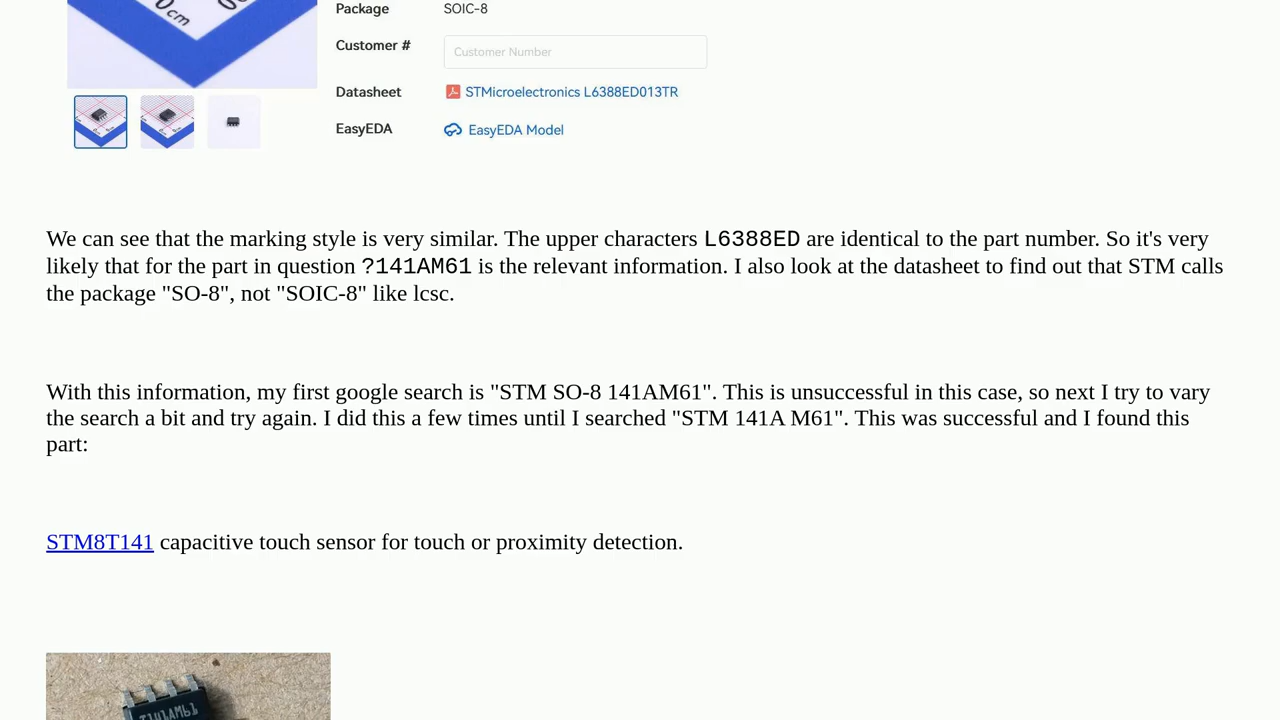 Package SOIC-8
Customer # Customer Number
Datasheet STMicroelectronics L6388ED013TR
EasyEDA EasyEDA Model
We can see that the marking style is very similar. The upper characters L6388ED are identical to the part number. So it's very
likely that for the part in question ?141AM61 is the relevant information. I also look at the datasheet to find out that STM calls
the package "SO-8", not "SOIC-8" like lcsc.
With this information, my first google search is "STM SO-8 141AM61". This is unsuccessful in this case, so next I try to vary
the search a bit and try again. I did this a few times until I searched "STM 141A M61". This was successful and I found this
part:
STM8T141 capacitive touch sensor for touch or proximity detection.